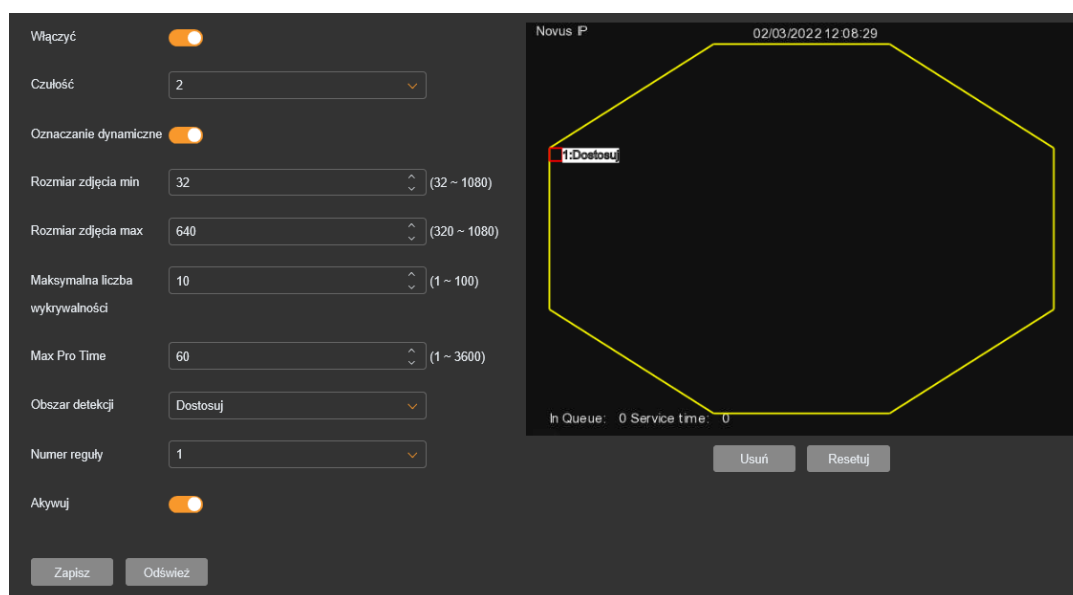 Włączyć
Czułość 2
Oznaczanie dynamiczne
Rozmiar zdjęcia min 32 (32 ~ 1080)
Rozmiar zdjęcia max 640 (320 ~ 1080)
Maksymalna liczba 10 (1 ~ 100)
wykrywalności
Max Pro Time 60 (1 ~ 3600)
Obszar detekcji Dostosuj
Numer reguły 1
Akywuj
Zapisz Odśwież
Novus IP 02/03/2022 12:08:29
1:Dostosuj
In Queue: 0 Service time: 0
Usuń Resetuj